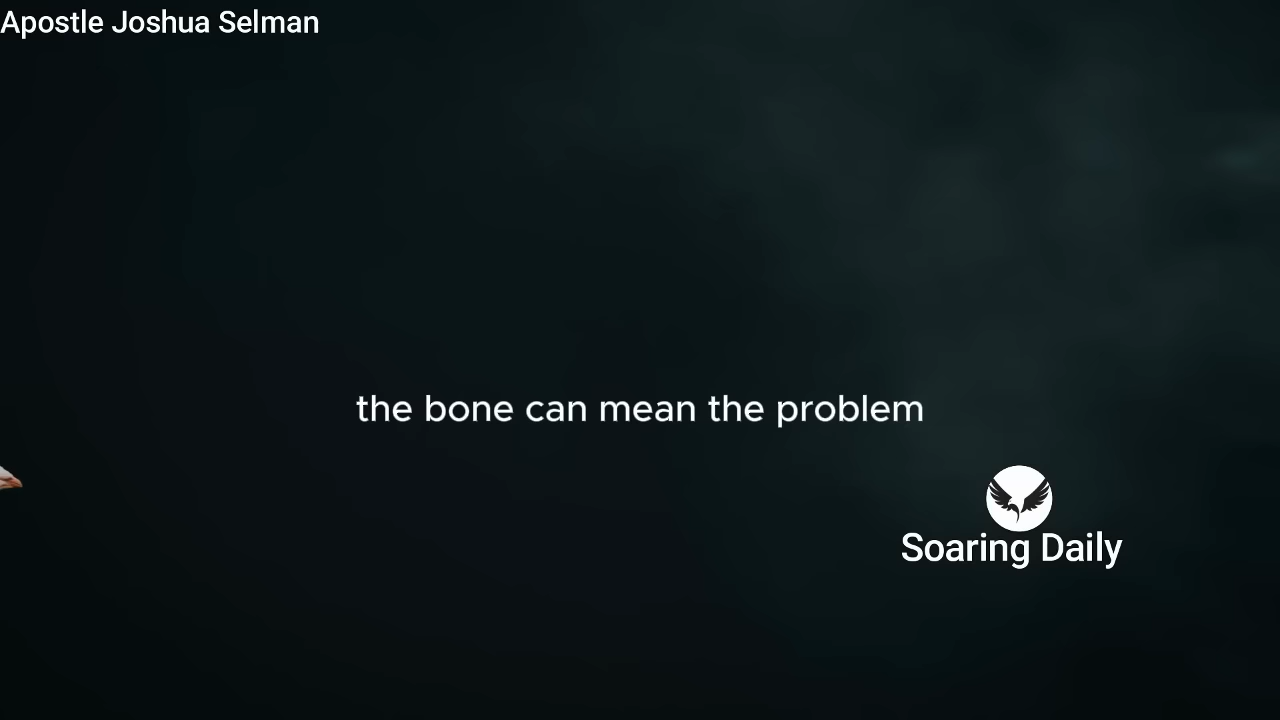 Apostle Joshua Selman
the bone can mean the problem
Soaring Daily